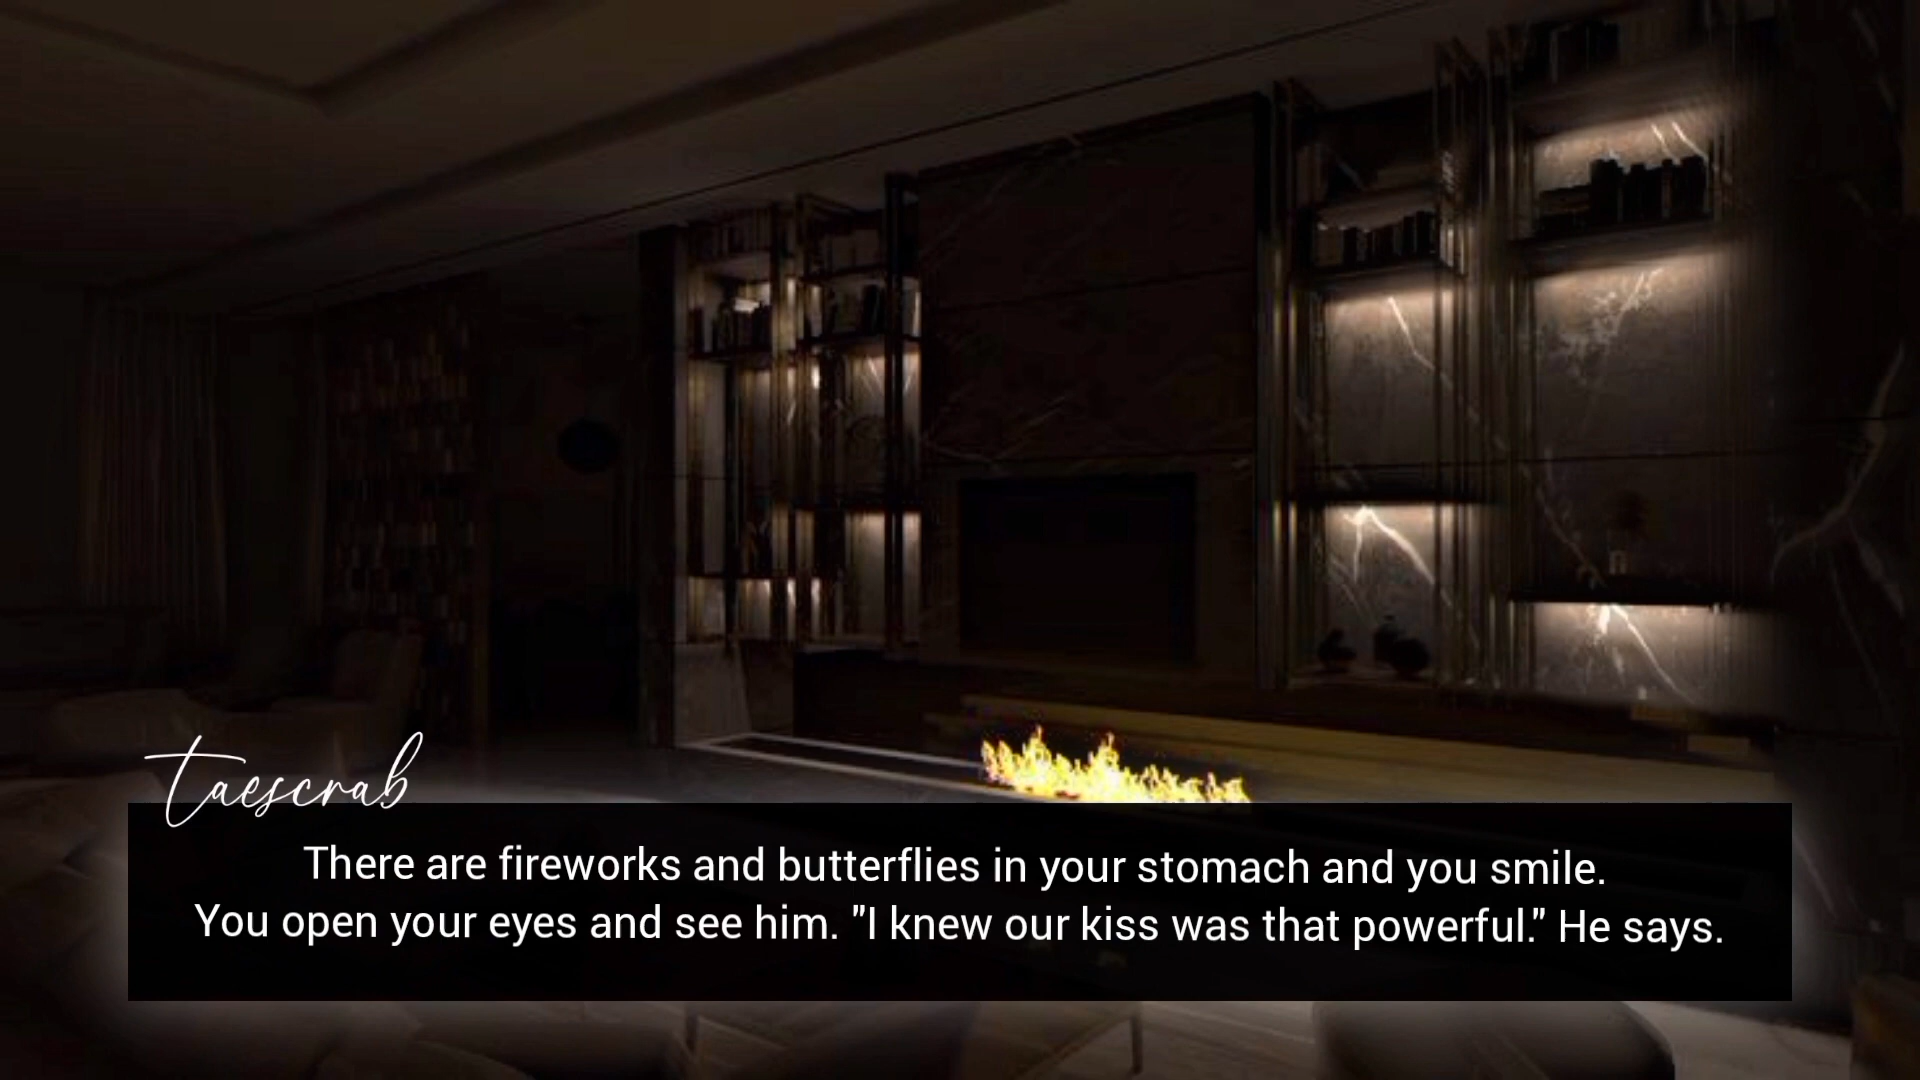 taescrab
There are fireworks and butterflies in your stomach and you smile.
You open your eyes and see him. "I knew our kiss was that powerful." He says.